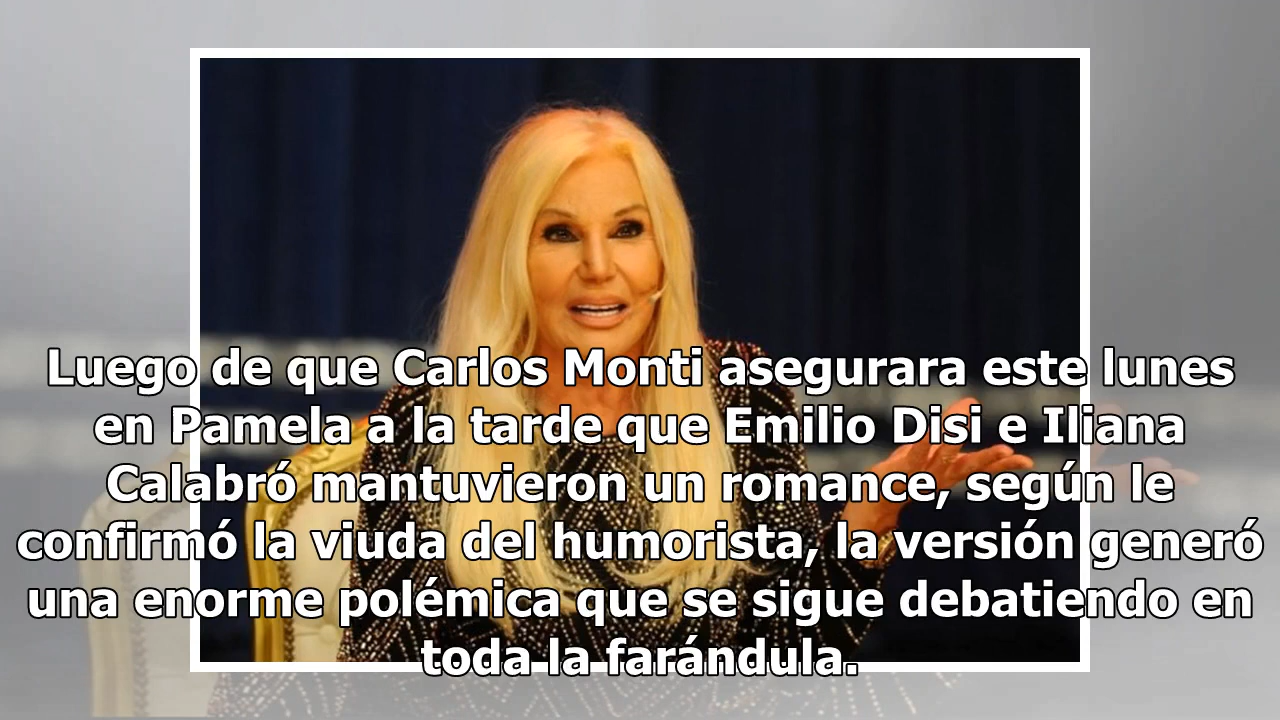 Luego de que Carlos Monti asegurara este lunes
en Pamela a la tarde que Emilio Disi e Iliana
Calabró mantuvieron un romance, según le
confirmó la viuda del humorista, la versión generó
una enorme polémica que se sigue debatiendo en
toda la farándula.